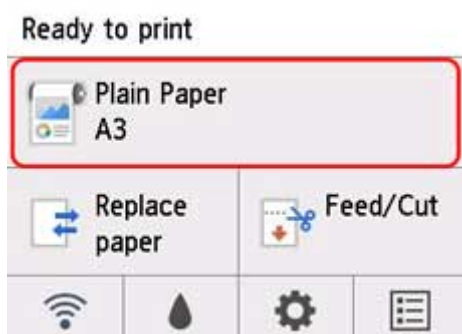 Ready to print
Plain Paper
A3
Replace
paper
Feed/Cut